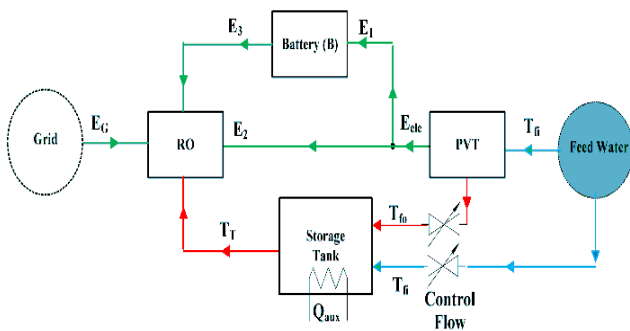 E3
Battery (B)
E1
Grid
EG
RO
E2
Eele
PVT
Tfi
Feed Water
TT
Storage
Tank
Tfo
Tfi
Control
Flow
Qaux